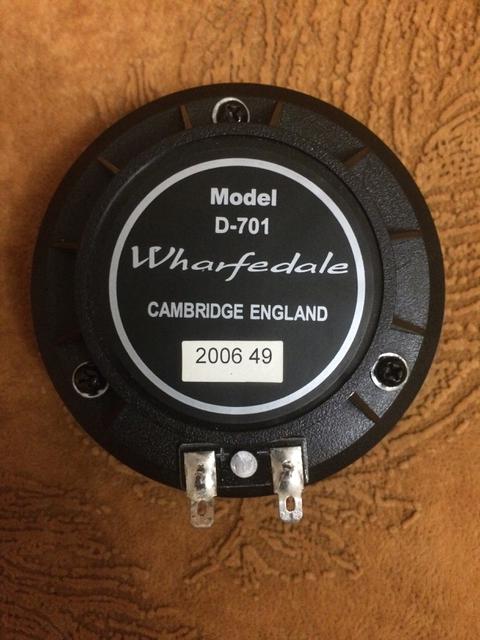 Model
D-701
Wharfedale
CAMBRIDGE ENGLAND
2006 49